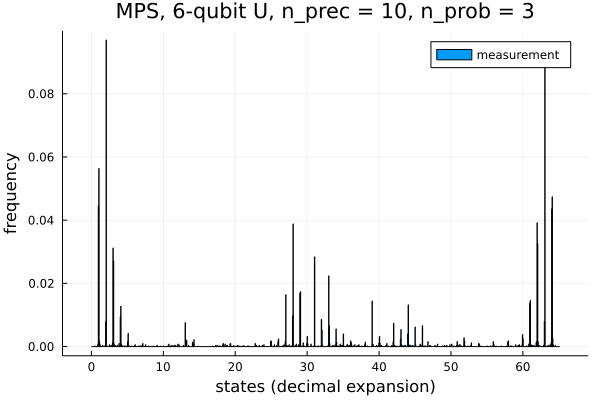 MPS, 6-qubit U, n_prec = 10, n_prob = 3
measurement
frequency
0.08
0.06
0.04
0.02
0.00
0 10 20 30 40 50 60
states (decimal expansion)